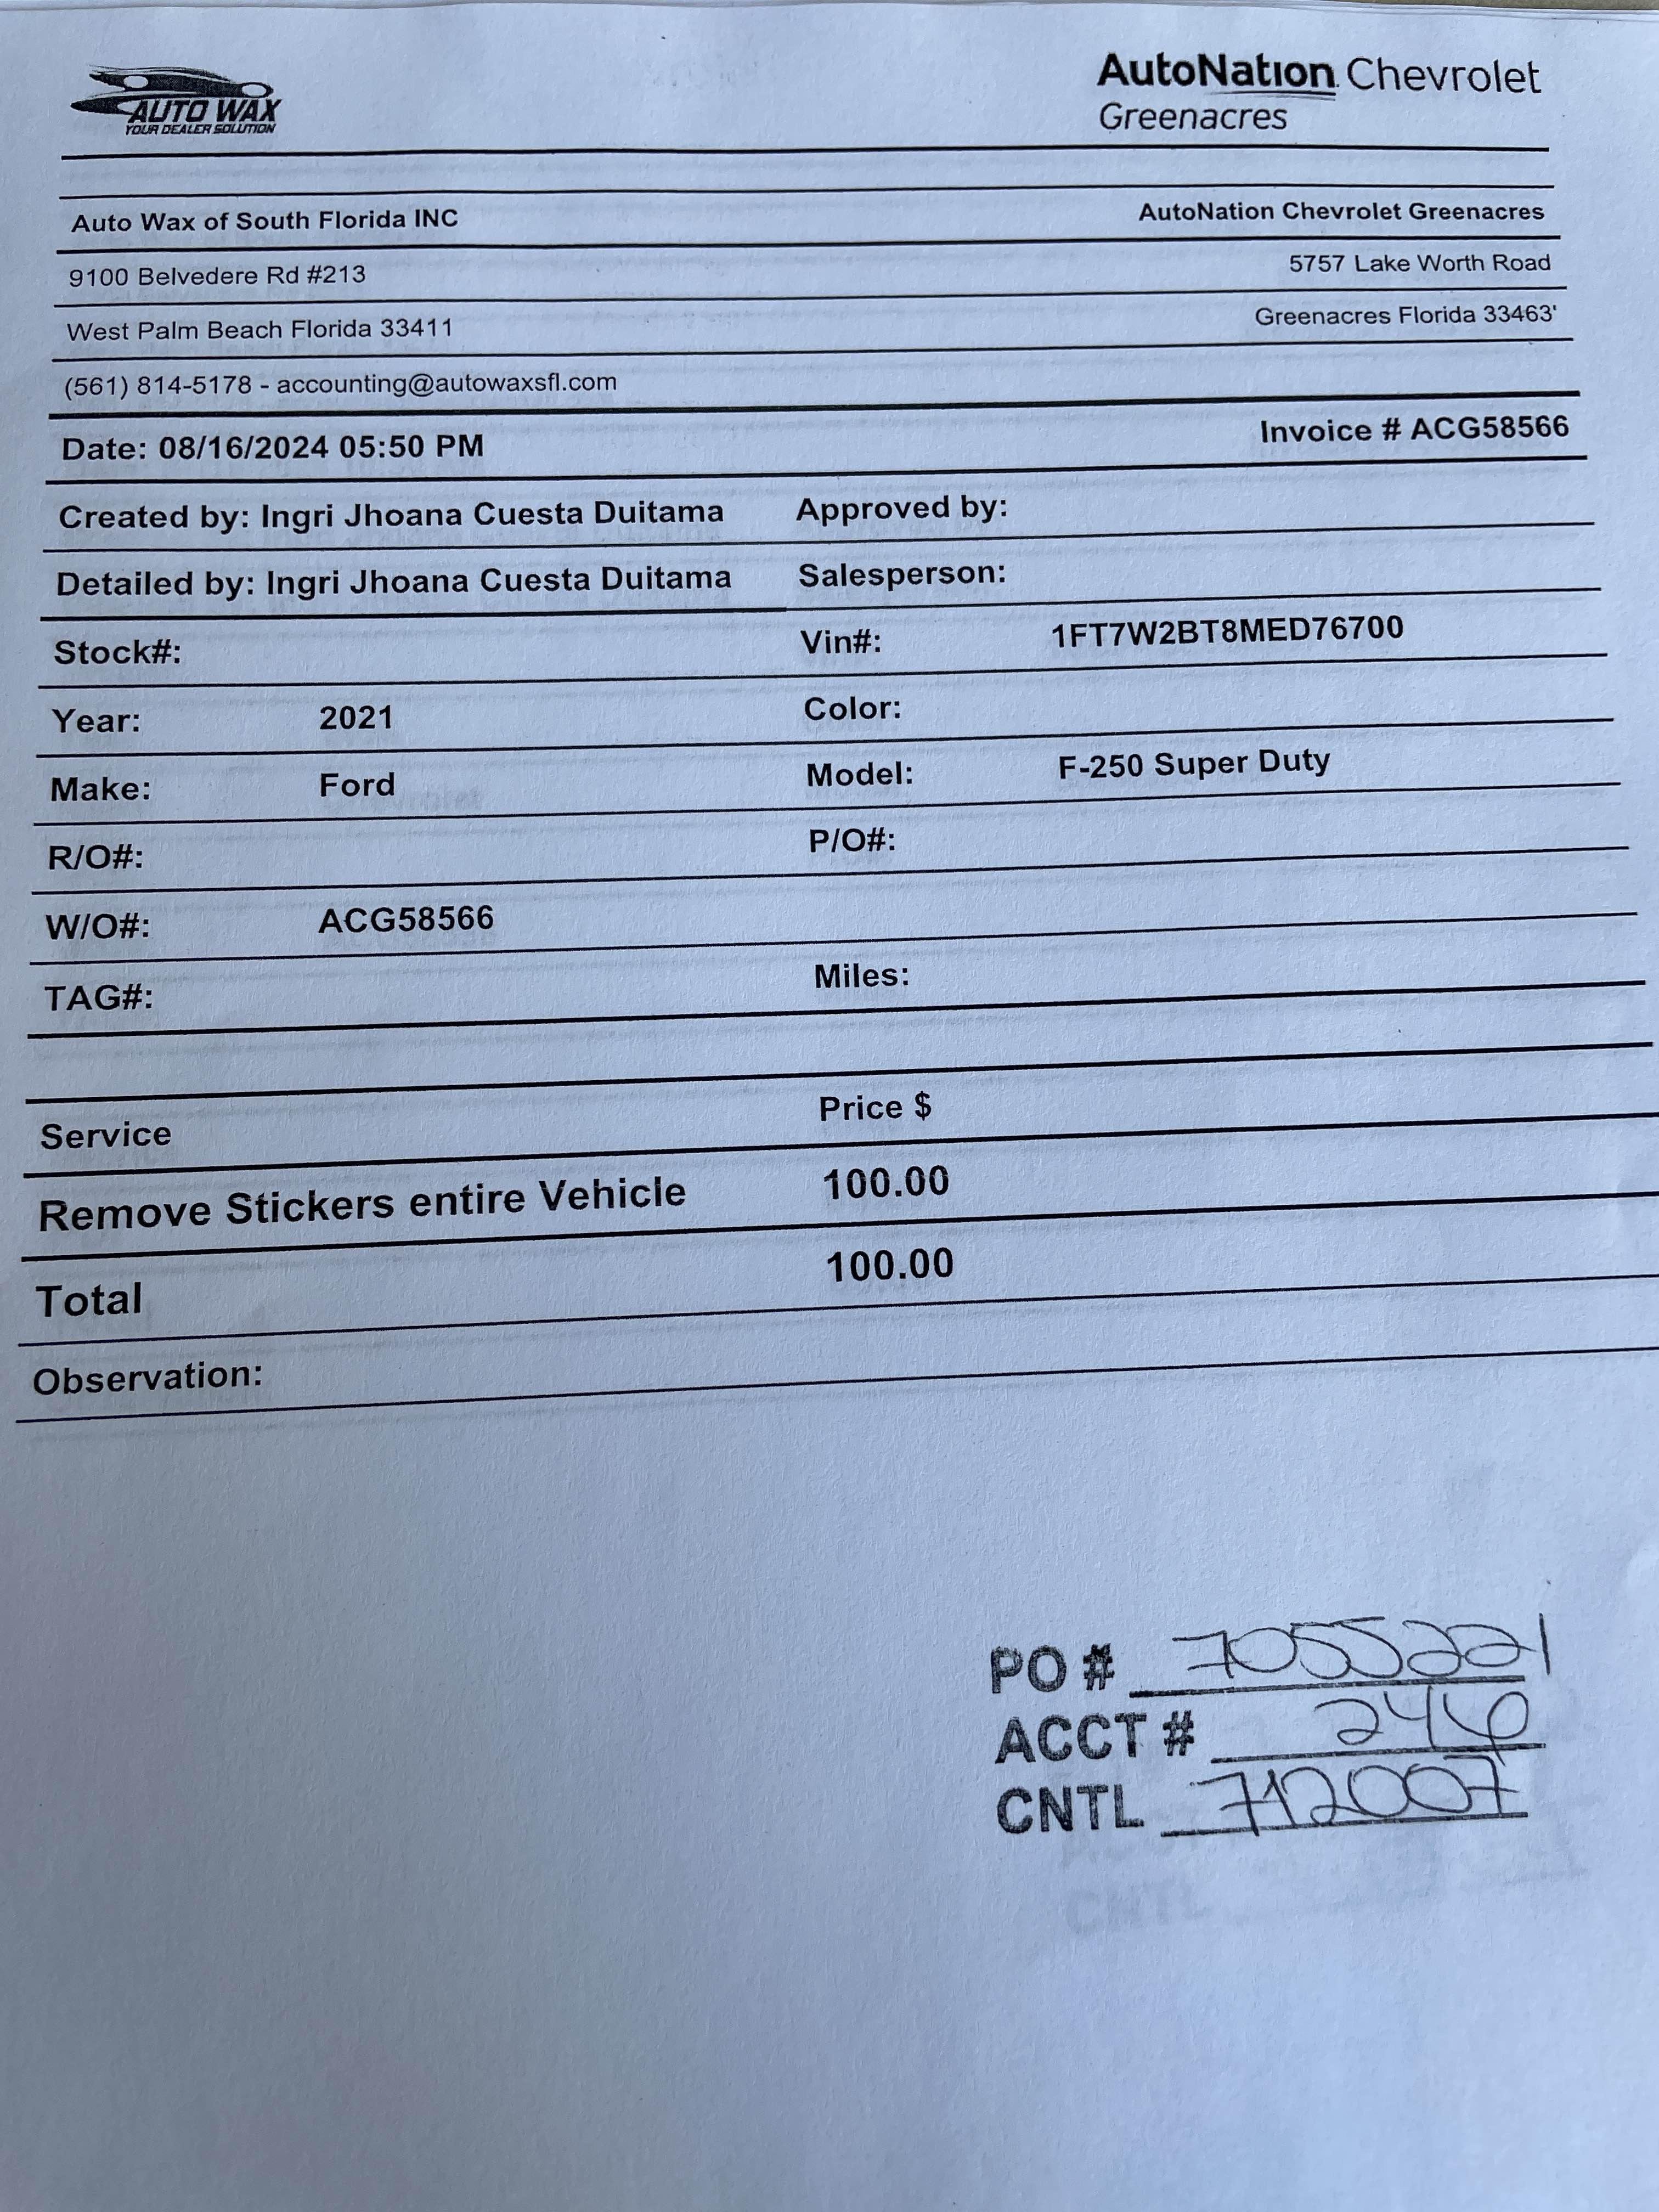 AUTO WAX
YOUR DEALER SOLUTION
AutoNation Chevrolet
Greenacres
Auto Wax of South Florida INC
AutoNation Chevrolet Greenacres
9100 Belvedere Rd #213
5757 Lake Worth Road
West Palm Beach Florida 33411
Greenacres Florida 33463'
(561) 814-5178 - accounting@autowaxsfl.com
Date: 08/16/2024 05:50 PM
Invoice # ACG58566
Created by: Ingri Jhoana Cuesta Duitama Approved by:
Detailed by: Ingri Jhoana Cuesta Duitama Salesperson:
Stock#: Vin#: 1FT7W2BT8MED76700
Year: 2021 Color:
Make: Ford Model: F-250 Super Duty
R/O#: P/O#:
W/O#: ACG58566
TAG#: Miles:
Service Price $
Remove Stickers entire Vehicle 100.00
Total 100.00
Observation:
PO # 7055221
ACCT # 246
CNTL 712007